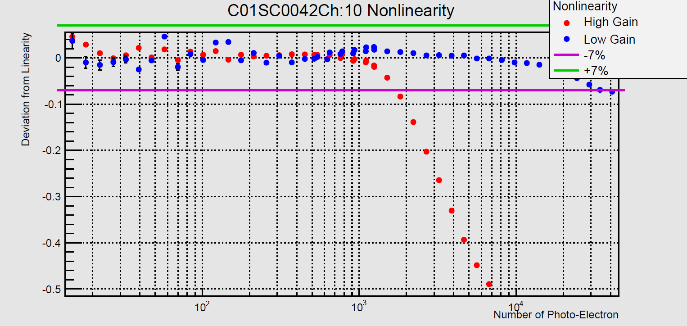 C01SC0042Ch:10 Nonlinearity
Nonlinearity
High Gain
Low Gain
-7%
+7%
Deviation from Linearity
0
-0.1
-0.2
-0.3
-0.4
-0.5
10² 10³ 10⁴
Number of Photo-Electron